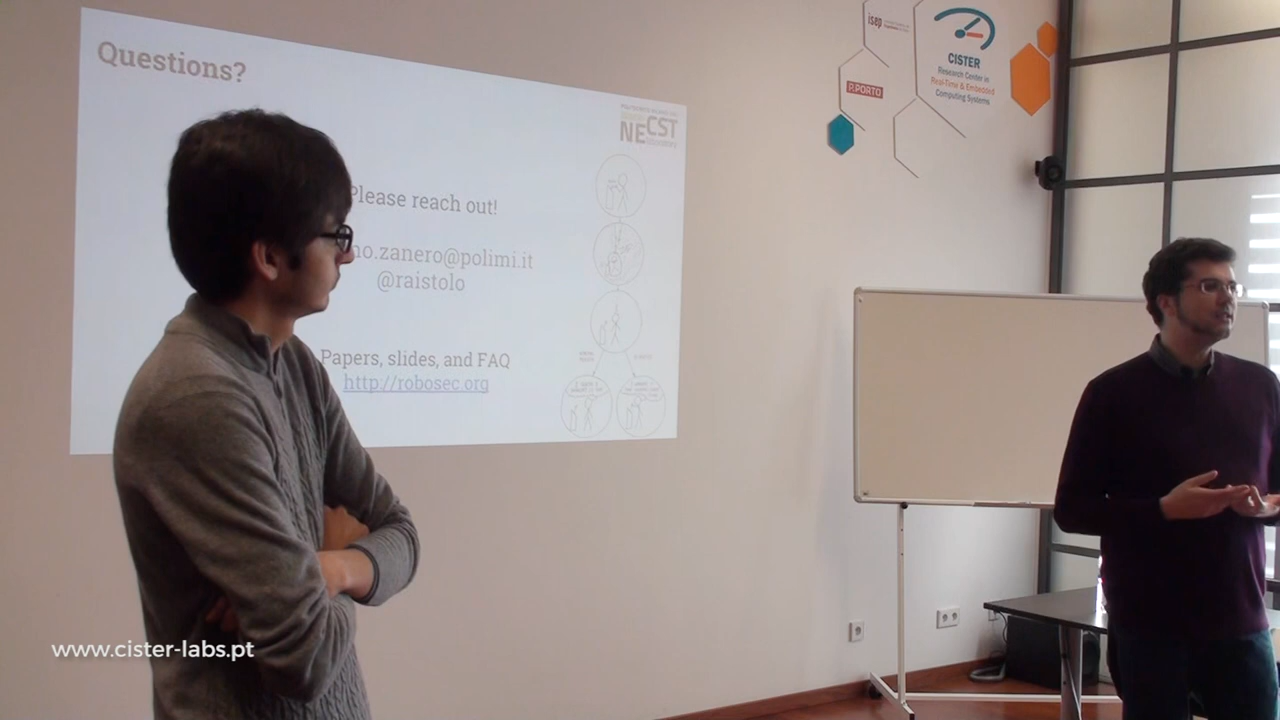 Questions?
NECST
laboratory
Please reach out!
no.zanero@polimi.it
@raistolo
Papers, slides, and FAQ
http://robosec.org
isep
P.PORTO
CISTER
Research Center in
Real-Time & Embedded
Computing Systems
www.cister-labs.pt